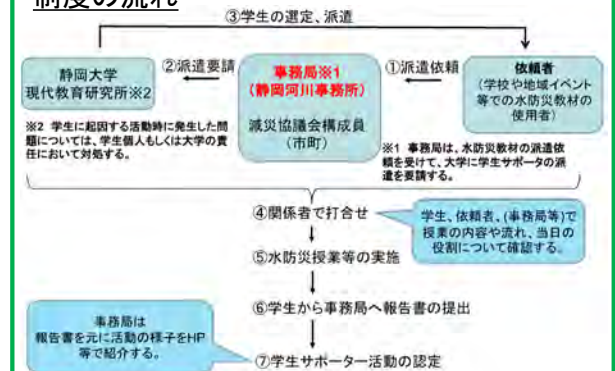 制度の流れ
③学生の選定、派遣
静岡大学
現代教育研究所※2
②派遣要請
事務局※1
(静岡河川事務所)
減災協議会構成員
(市町)
①派遣依頼
依頼者
(学校や地域イベント
等での水防災教材の
使用者)
※2 学生に起因する活動時に発生した問
題については、学生個人もしくは大学の責
任において対処する。
※1 事務局は、水防災教材の派遣依
頼を受けて、大学に学生サポータの派
遣を要請する。
④関係者で打合せ
学生、依頼者、(事務局等)で
授業の内容や流れ、当日の
役割について確認する。
⑤水防災授業等の実施
⑥学生から事務局へ報告書の提出
事務局は
報告書を元に活動の様子をHP
等で紹介する。
⑦学生サポーター活動の認定